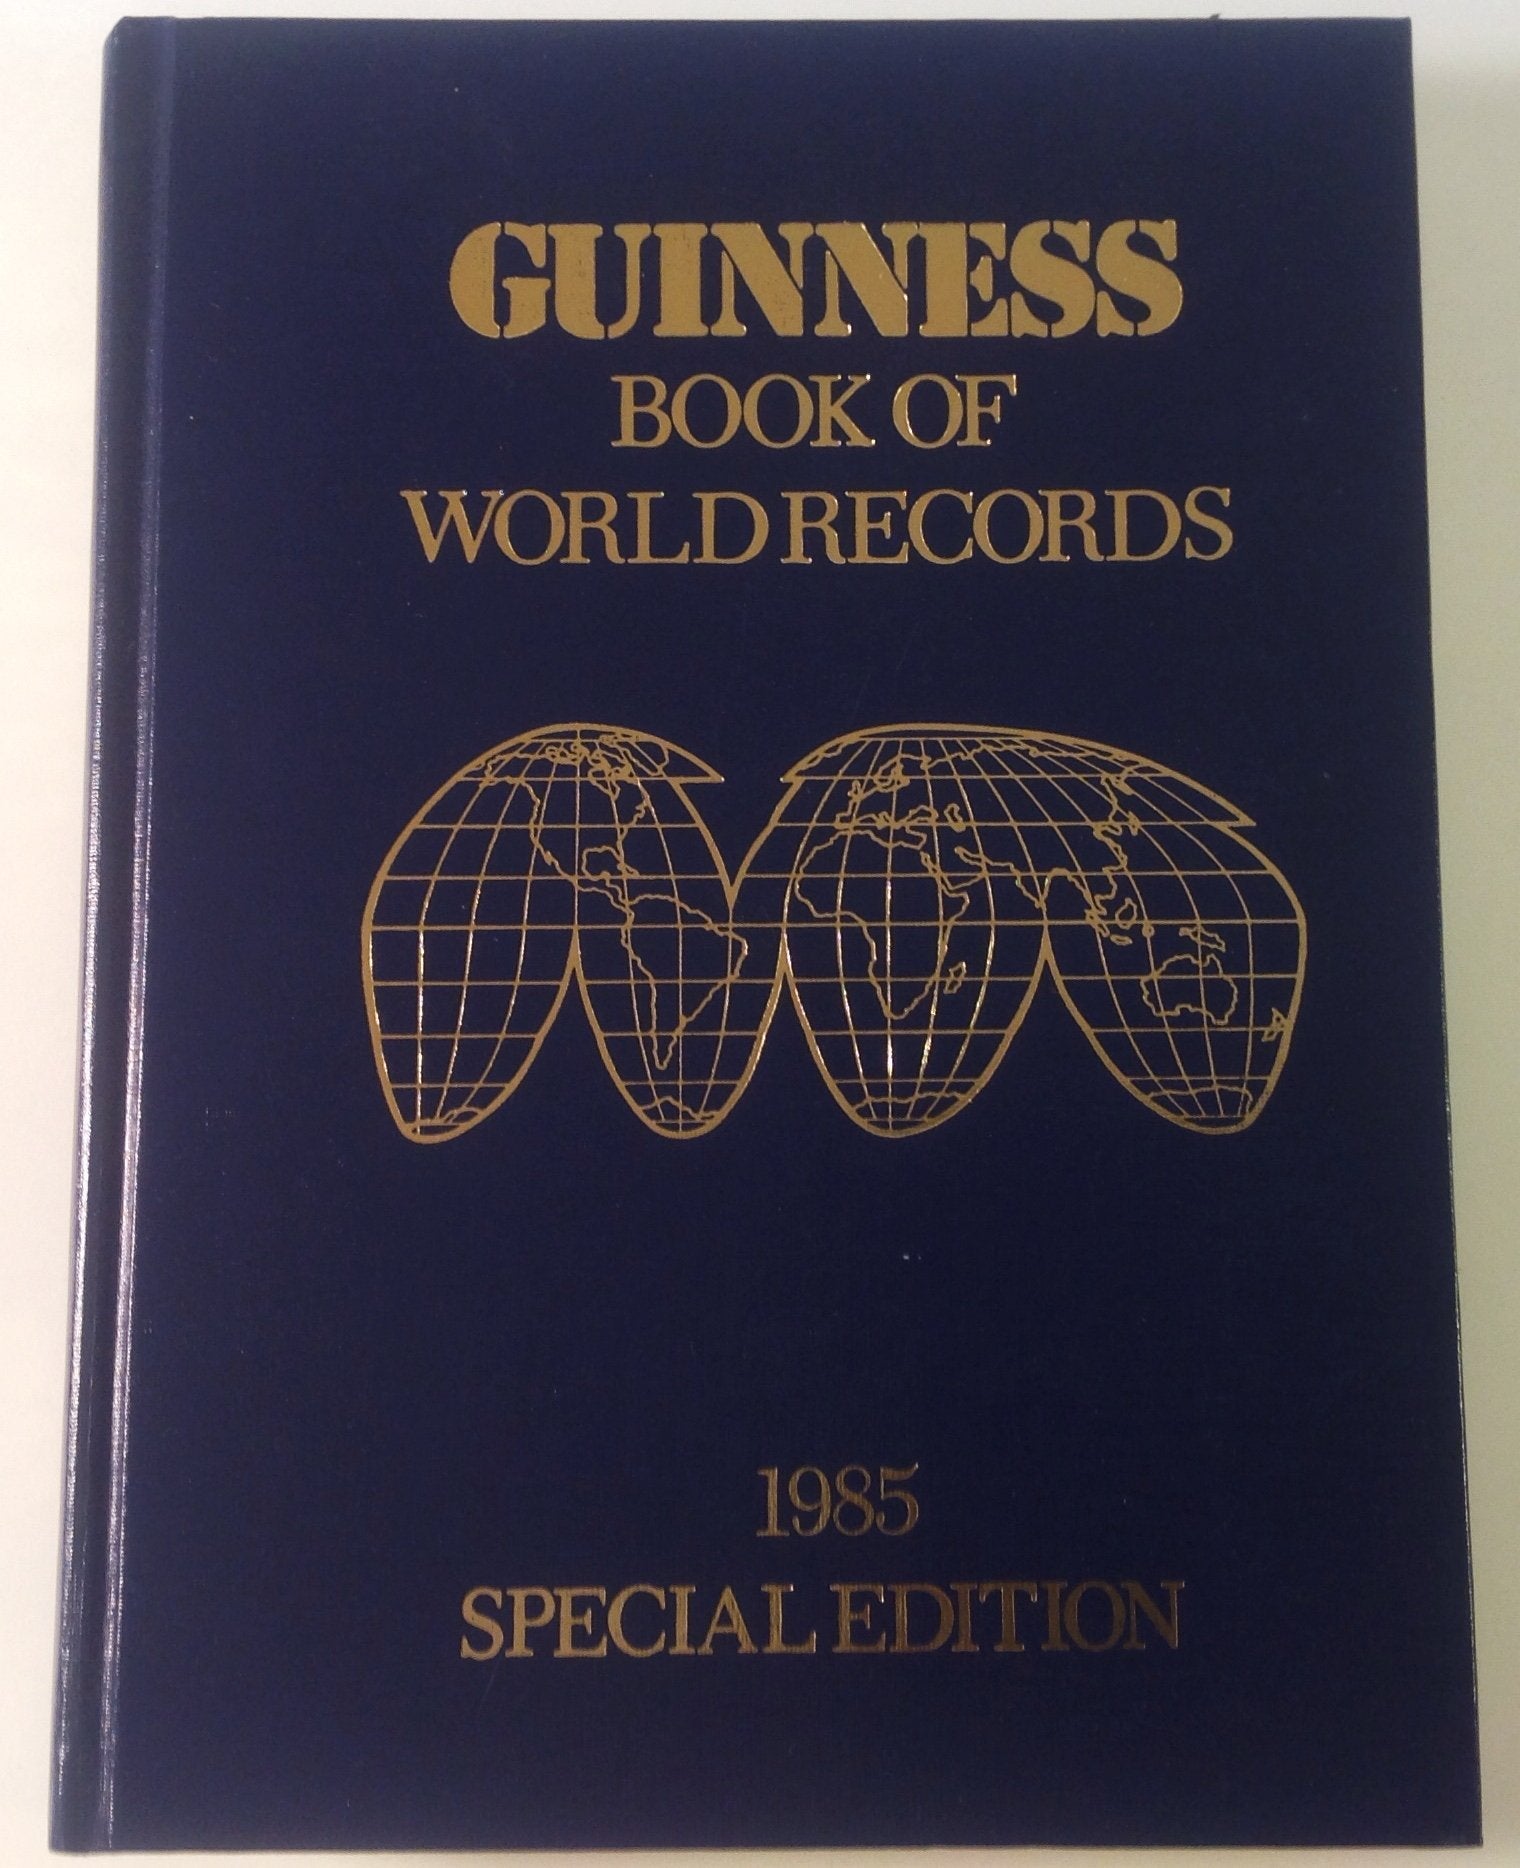 GUINNESS
BOOK OF
WORLD RECORDS
1985
SPECIAL EDITION